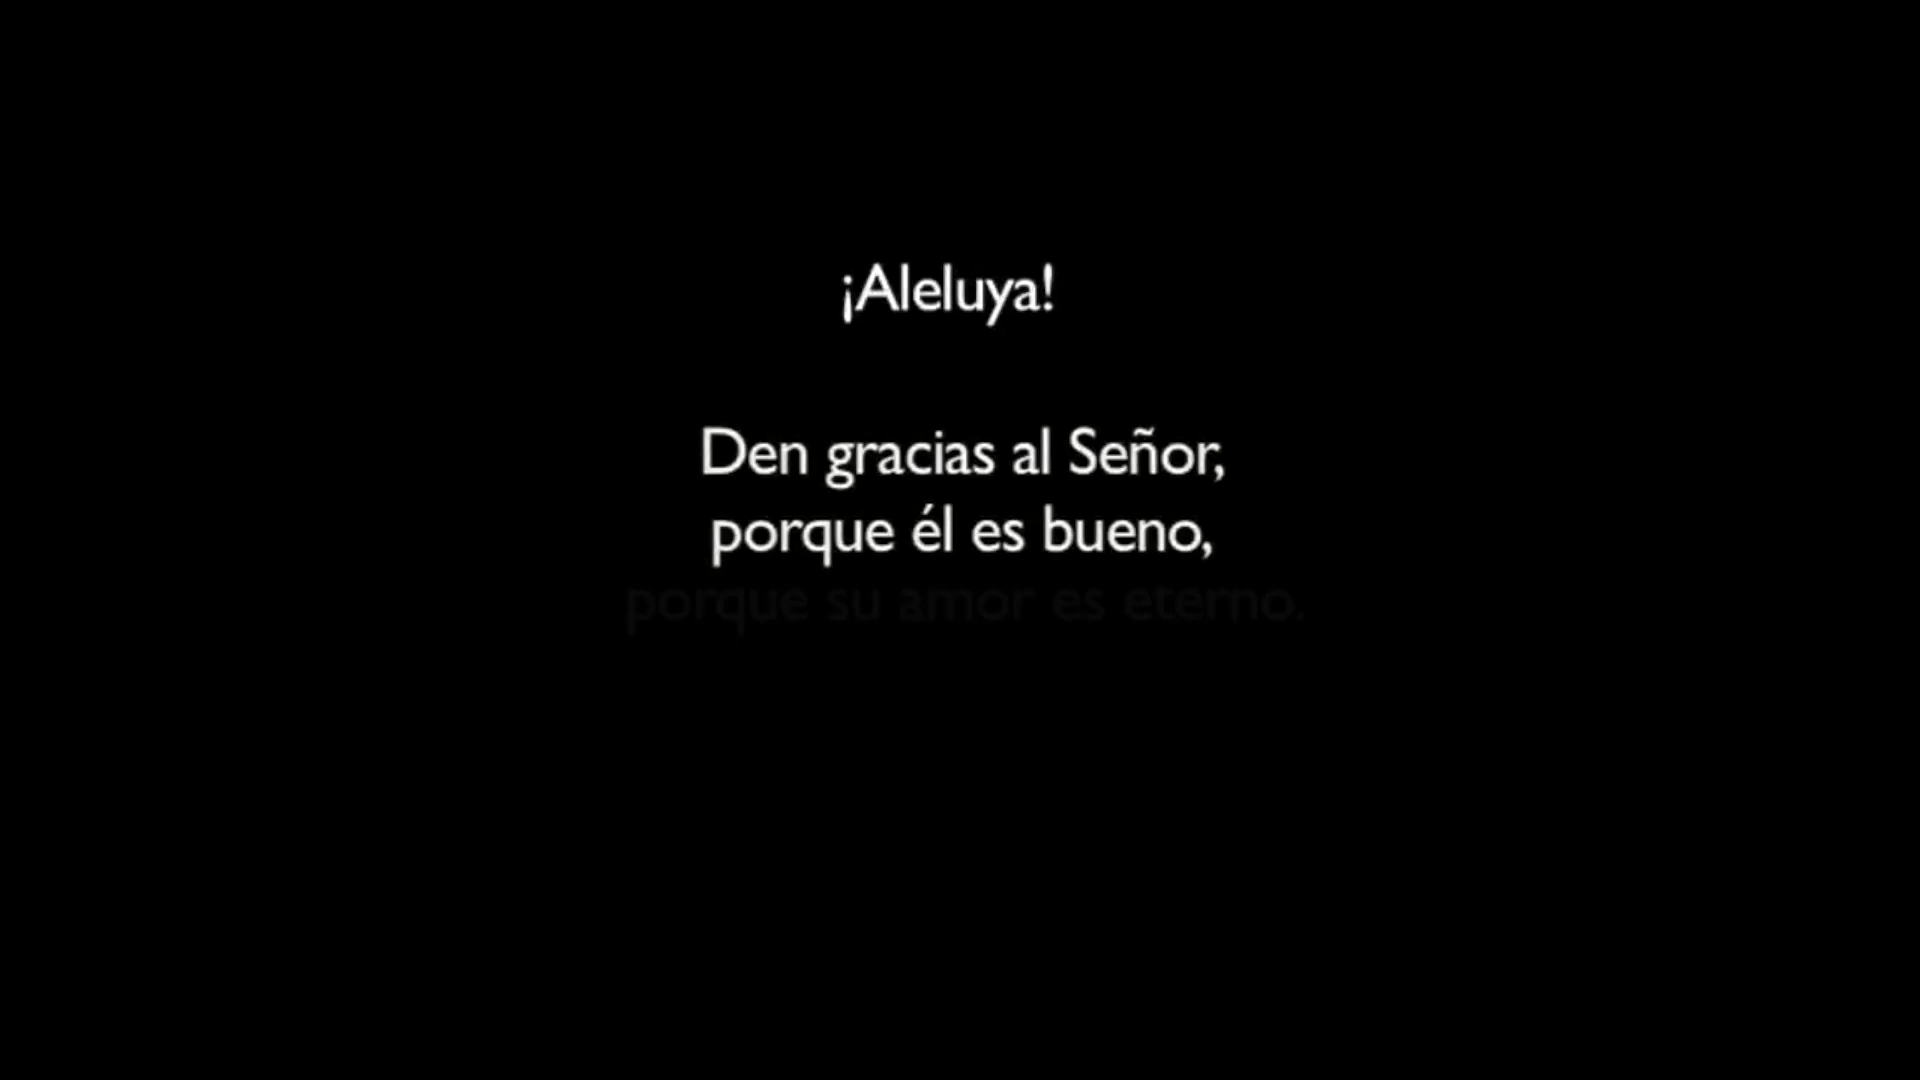 ¡Aleluya!
Den gracias al Señor,
porque él es bueno,
porque su amor es eterno.